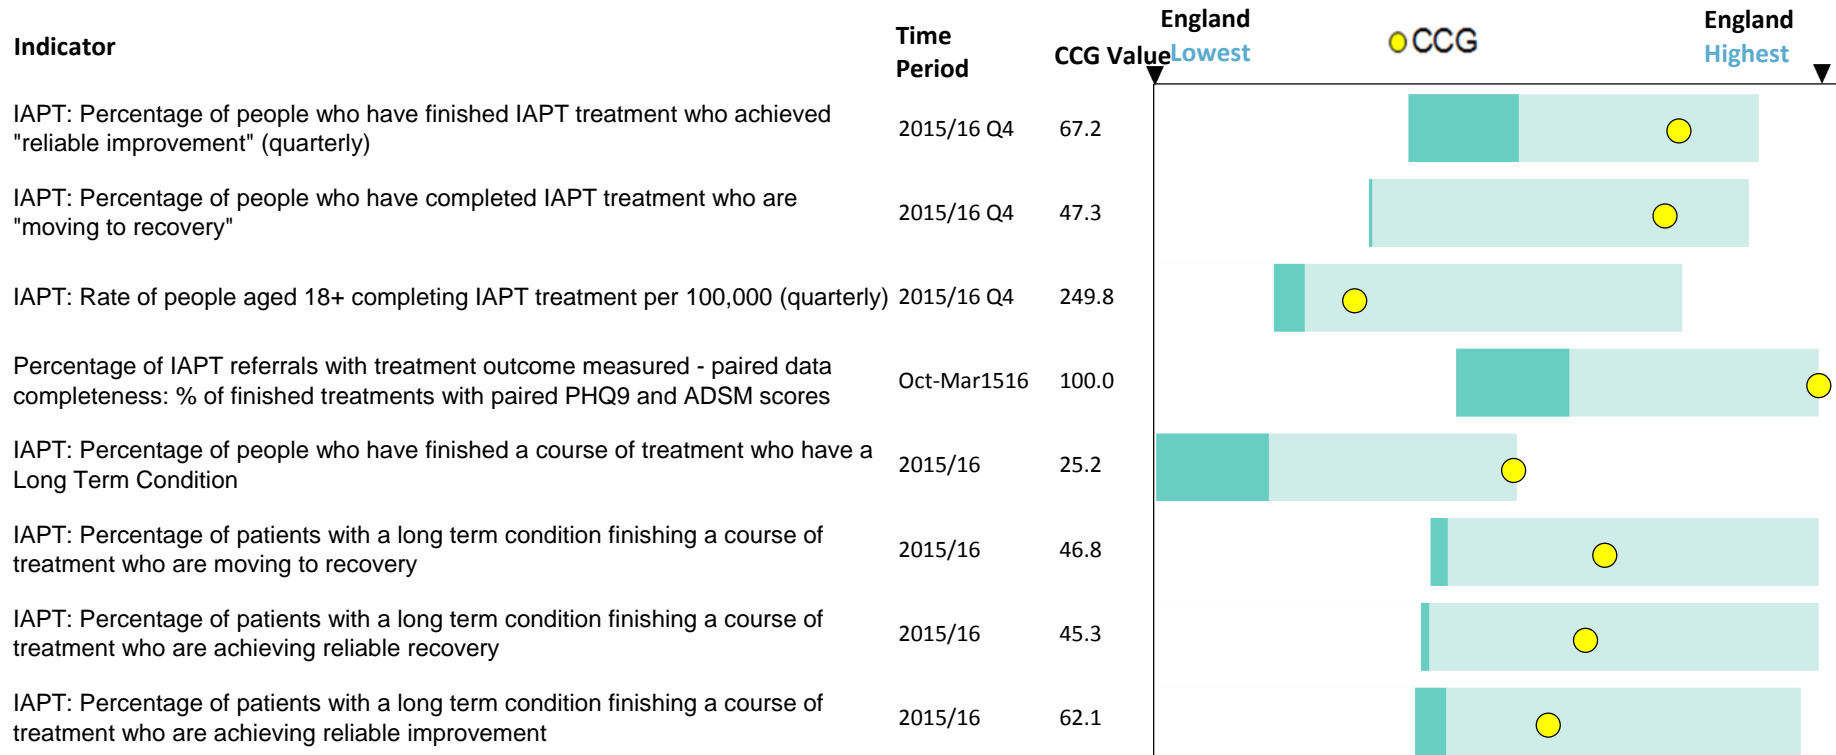 Indicator
Time
Period
CCG Value
England
Lowest
CCG
England
Highest
IAPT: Percentage of people who have finished IAPT treatment who achieved
"reliable improvement" (quarterly)
2015/16 Q4
67.2
IAPT: Percentage of people who have completed IAPT treatment who are
"moving to recovery"
2015/16 Q4
47.3
IAPT: Rate of people aged 18+ completing IAPT treatment per 100,000 (quarterly)
2015/16 Q4
249.8
Percentage of IAPT referrals with treatment outcome measured - paired data
completeness: % of finished treatments with paired PHQ9 and ADSM scores
Oct-Mar1516
100.0
IAPT: Percentage of people who have finished a course of treatment who have a
Long Term Condition
2015/16
25.2
IAPT: Percentage of patients with a long term condition finishing a course of
treatment who are moving to recovery
2015/16
46.8
IAPT: Percentage of patients with a long term condition finishing a course of
treatment who are achieving reliable recovery
2015/16
45.3
IAPT: Percentage of patients with a long term condition finishing a course of
treatment who are achieving reliable improvement
2015/16
62.1